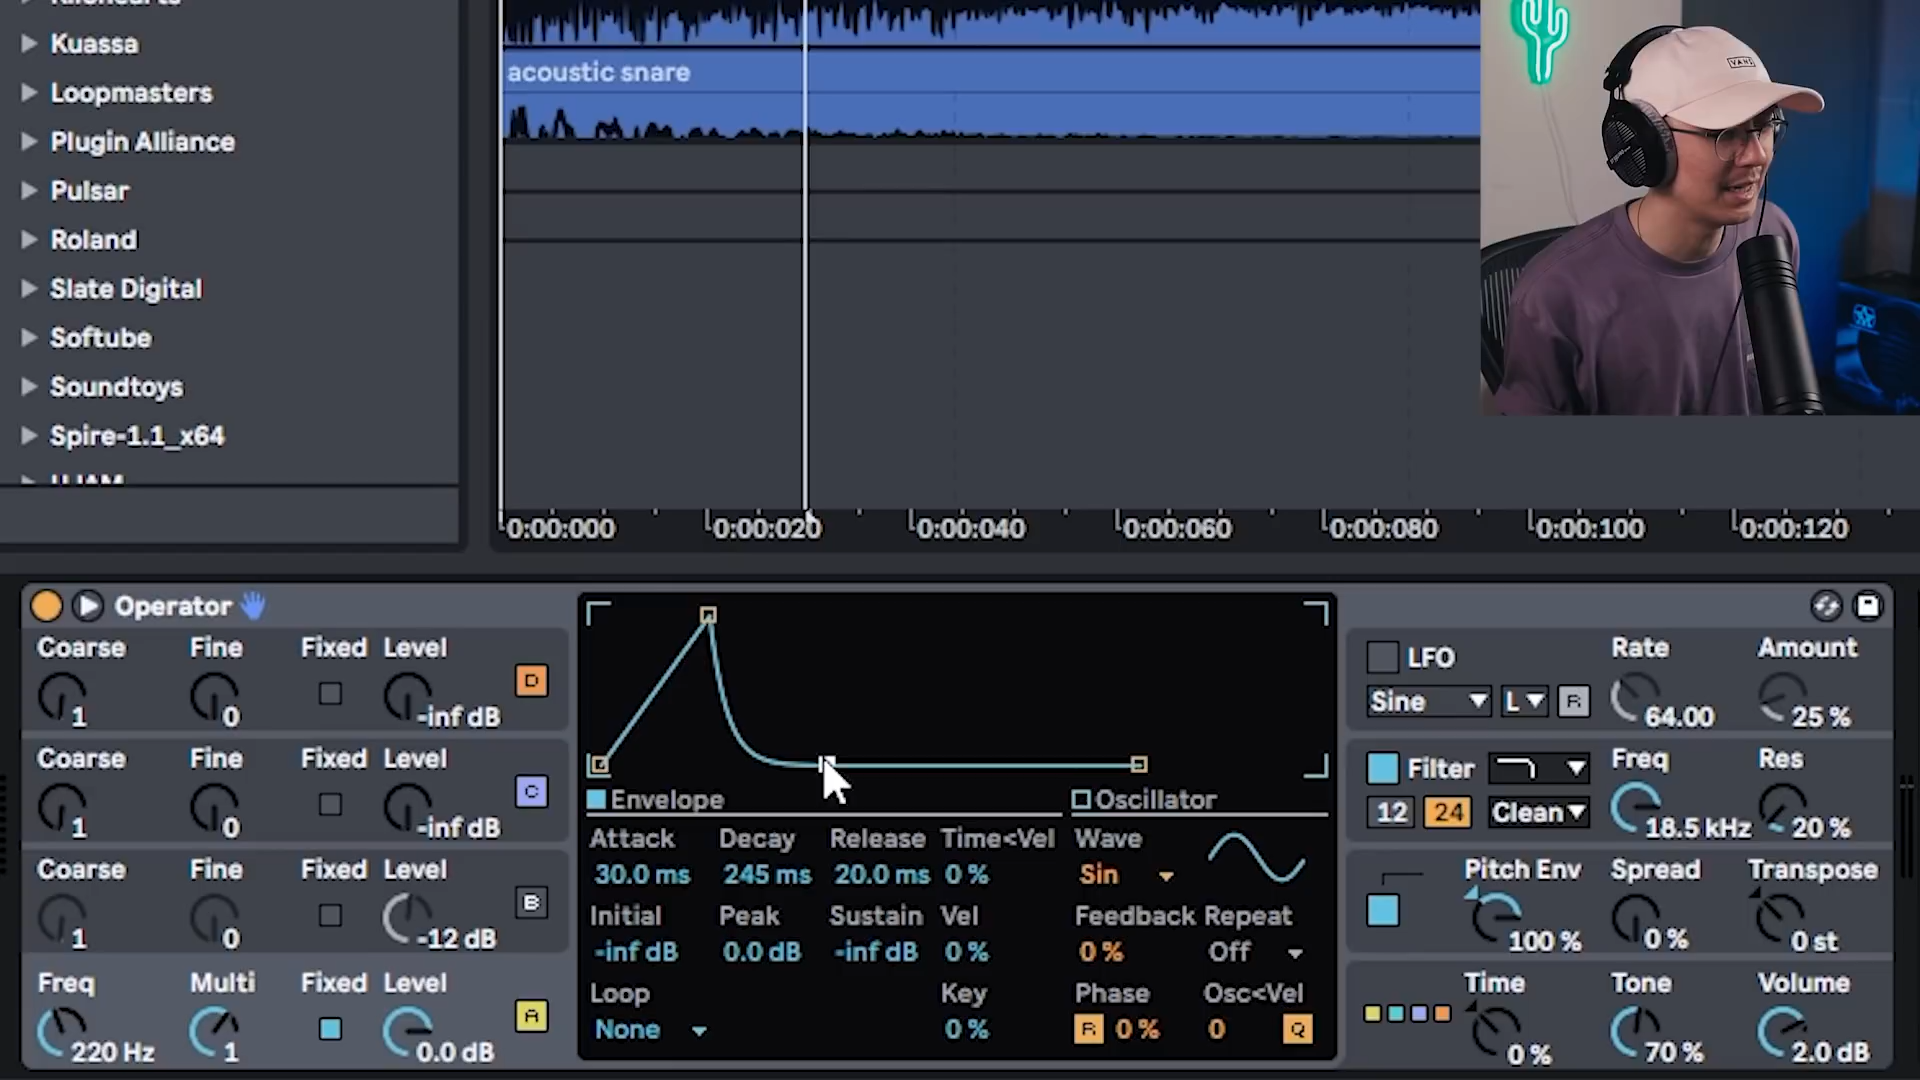 Kuassa
Loopmasters
Plugin Alliance
Pulsar
Roland
Slate Digital
Softube
Soundtoys
Spire-1.1_x64
acoustic snare
VANS
0:00:000 0:00:020 0:00:040 0:00:060 0:00:080 0:00:100 0:00:120
Operator
Coarse Fine Fixed Level
1 0 -inf dB D
Coarse Fine Fixed Level
1 0 -inf dB C
Coarse Fine Fixed Level
1 0 -12 dB B
Freq Multi Fixed Level
220 Hz 1 0.0 dB A
Envelope Oscillator
Attack Decay Release Time<Vel Wave
30.0 ms 245 ms 20.0 ms 0 % Sin
Initial Peak Sustain Vel Feedback Repeat
-inf dB 0.0 dB -inf dB 0 % 0 % Off
Loop Key Phase Osc<Vel
None 0 % R 0 % 0 Q
LFO Rate Amount
Sine L R 64.00 25 %
Filter Freq Res
12 24 Clean 18.5 kHz 20 %
Pitch Env Spread Transpose
100 % 0 % 0 st
Time Tone Volume
0 % 70 % 2.0 dB